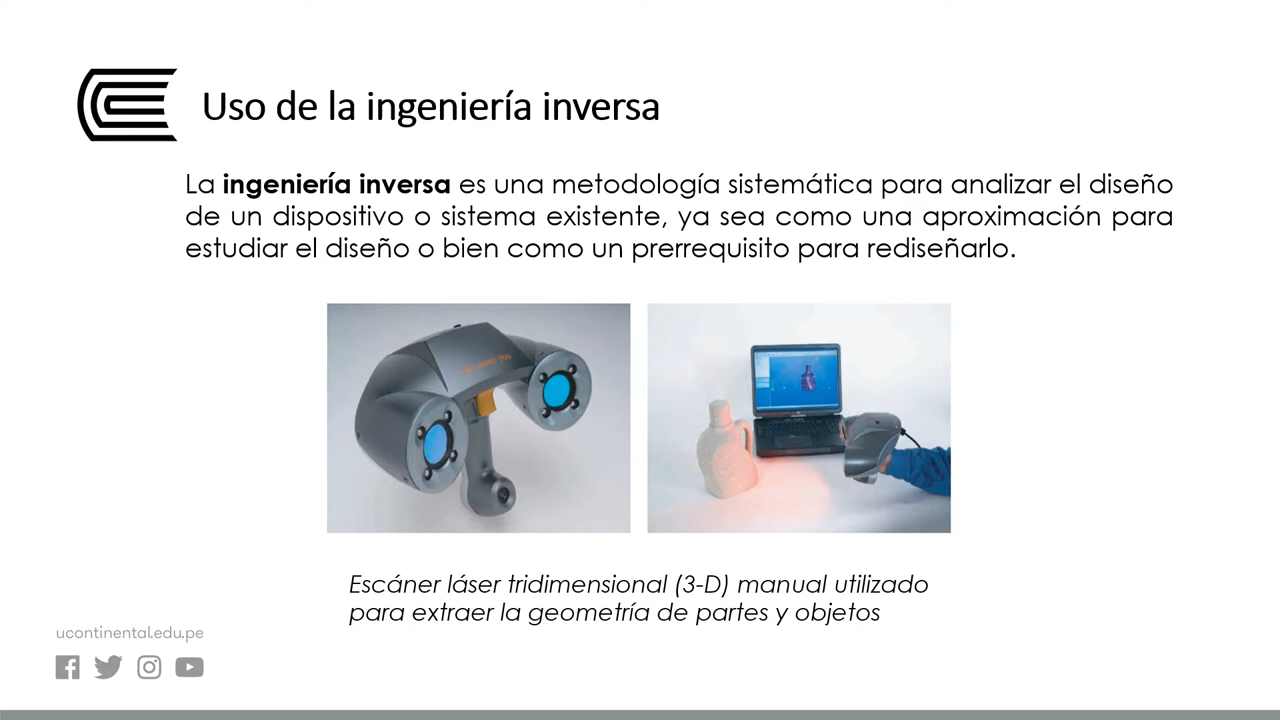 Uso de la ingeniería inversa
La ingeniería inversa es una metodología sistemática para analizar el diseño
de un dispositivo o sistema existente, ya sea como una aproximación para
estudiar el diseño o bien como un prerrequisito para rediseñarlo.
Escáner láser tridimensional (3-D) manual utilizado
para extraer la geometría de partes y objetos
ucontinental.edu.pe